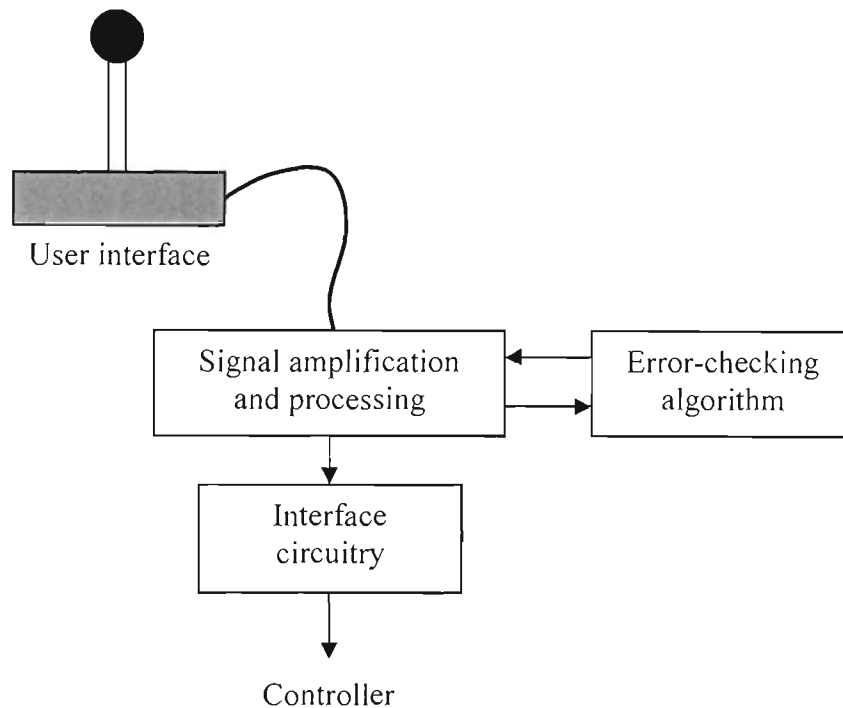 User interface
Signal amplification
and processing
Error-checking
algorithm
Interface
circuitry
Controller